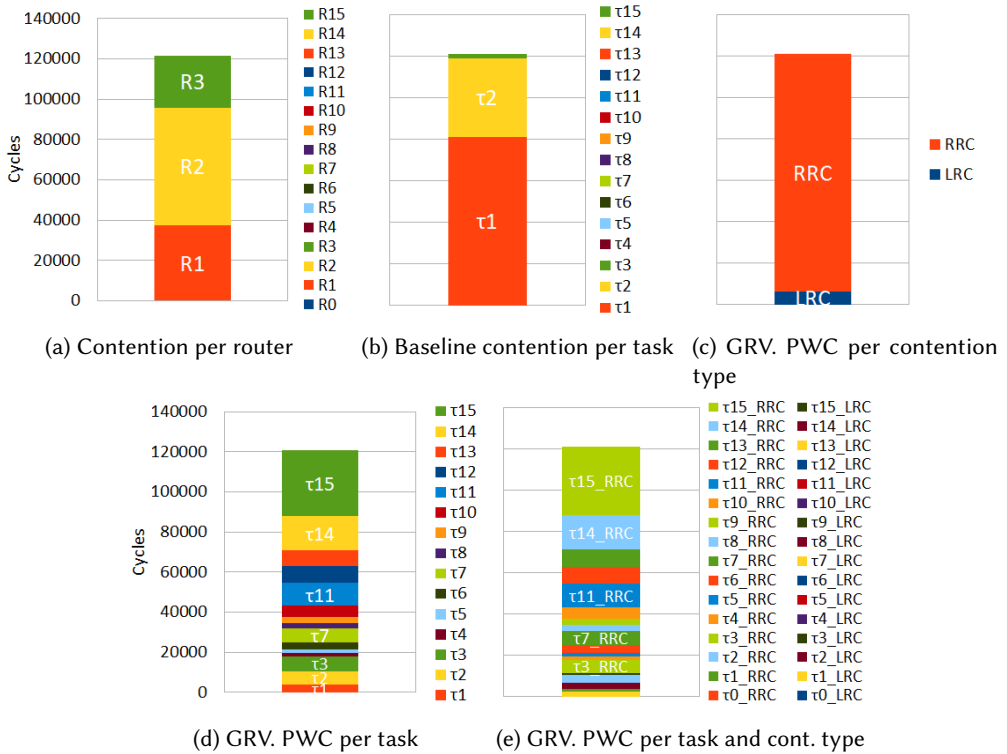 140000
120000
100000
80000
60000
40000
20000
0
Cycles
R3
R2
R1
R15
R14
R13
R12
R11
R10
R9
R8
R7
R6
R5
R4
R3
R2
R1
R0
(a) Contention per router
τ2
τ1
τ15
τ14
τ13
τ12
τ11
τ10
τ9
τ8
τ7
τ6
τ5
τ4
τ3
τ2
τ1
(b) Baseline contention per task
RRC
LRC
RRC
LRC
(c) GRV. PWC per contention
type
140000
120000
100000
80000
60000
40000
20000
0
Cycles
τ15
τ14
τ11
τ7
τ3
τ2
τ1
τ15
τ14
τ13
τ12
τ11
τ10
τ9
τ8
τ7
τ6
τ5
τ4
τ3
τ2
τ1
(d) GRV. PWC per task
τ15_RRC
τ14_RRC
τ11_RRC
τ7_RRC
τ3_RRC
τ15_RRC τ15_LRC
τ14_RRC τ14_LRC
τ13_RRC τ13_LRC
τ12_RRC τ12_LRC
τ11_RRC τ11_LRC
τ10_RRC τ10_LRC
τ9_RRC τ9_LRC
τ8_RRC τ8_LRC
τ7_RRC τ7_LRC
τ6_RRC τ6_LRC
τ5_RRC τ5_LRC
τ4_RRC τ4_LRC
τ3_RRC τ3_LRC
τ2_RRC τ2_LRC
τ1_RRC τ1_LRC
τ0_RRC τ0_LRC
(e) GRV. PWC per task and cont. type